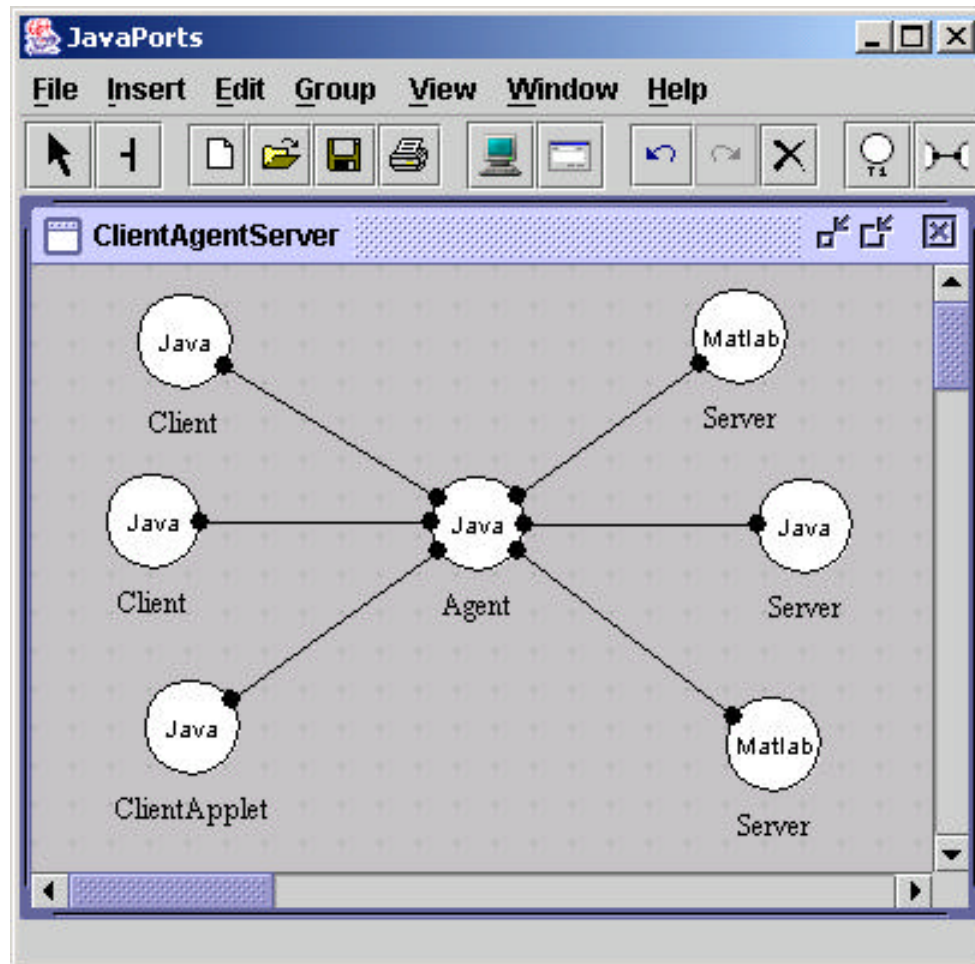 JavaPorts
File Insert Edit Group View Window Help
T1
ClientAgentServer
Java
Client
Matlab
Server
Java
Client
Java
Agent
Java
Server
Java
ClientApplet
Matlab
Server